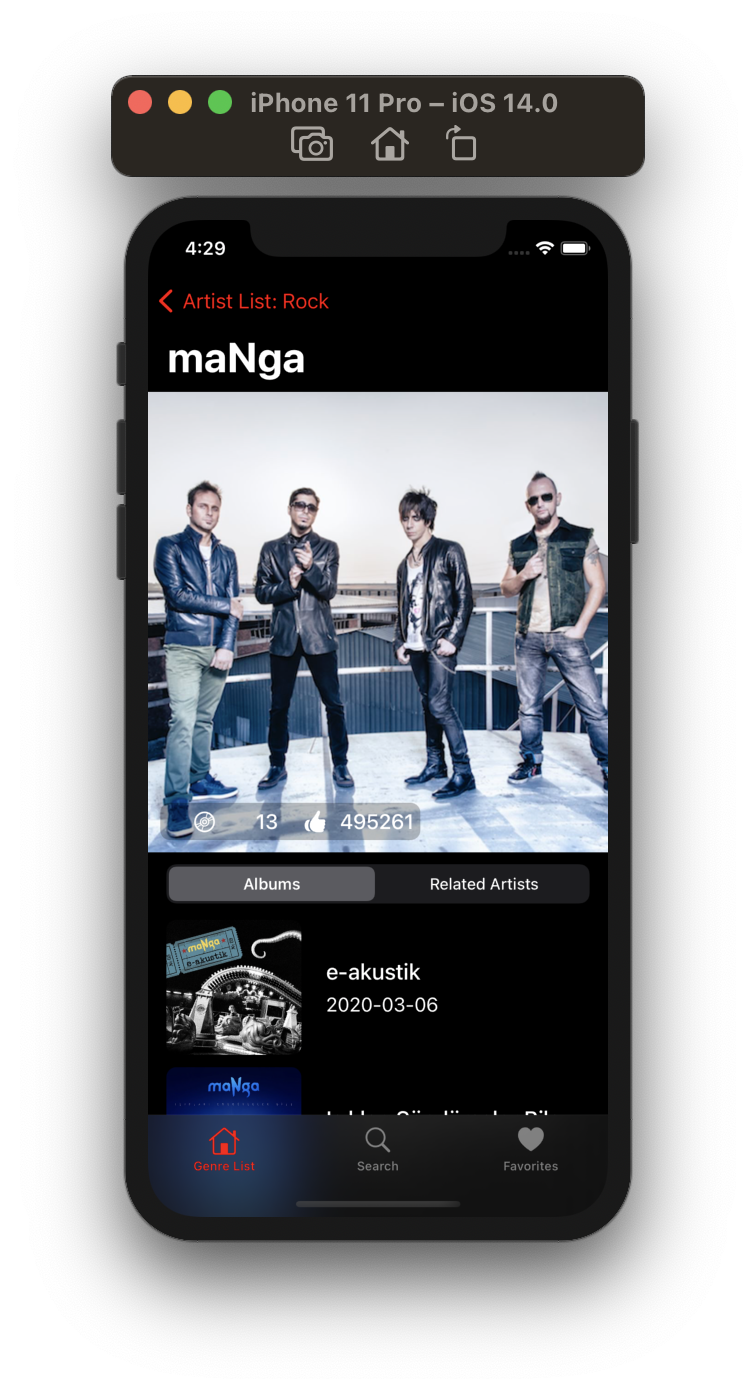 iPhone 11 Pro – iOS 14.0
4:29
Artist List: Rock
maNga
13 495261
Albums Related Artists
maNga
e-akustik
e-akustik
2020-03-06
maNga
Genre List Search Favorites